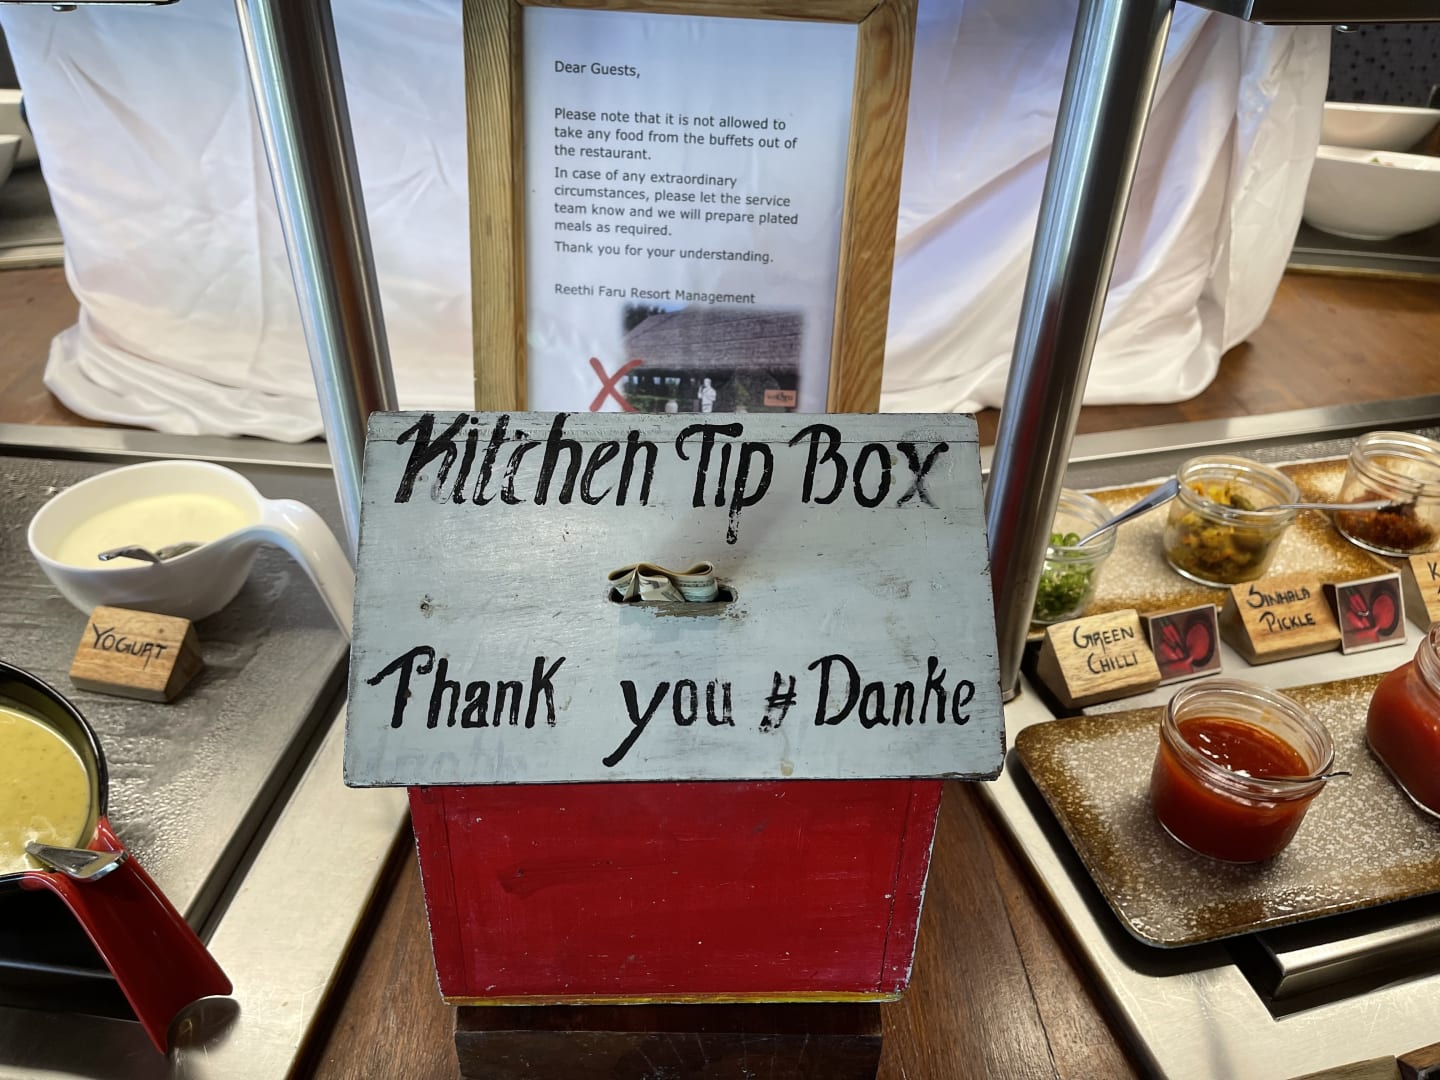 Dear Guests,
Please note that it is not allowed to
take any food from the buffets out of
the restaurant.
In case of any extraordinary
circumstances, please let the service
team know and we will prepare plated
meals as required.
Thank you for your understanding.
Reethi Faru Resort Management
Kitchen Tip Box
Thank you # Danke
YOGURT
GREEN
CHILLI
SINHALA
PICKLE